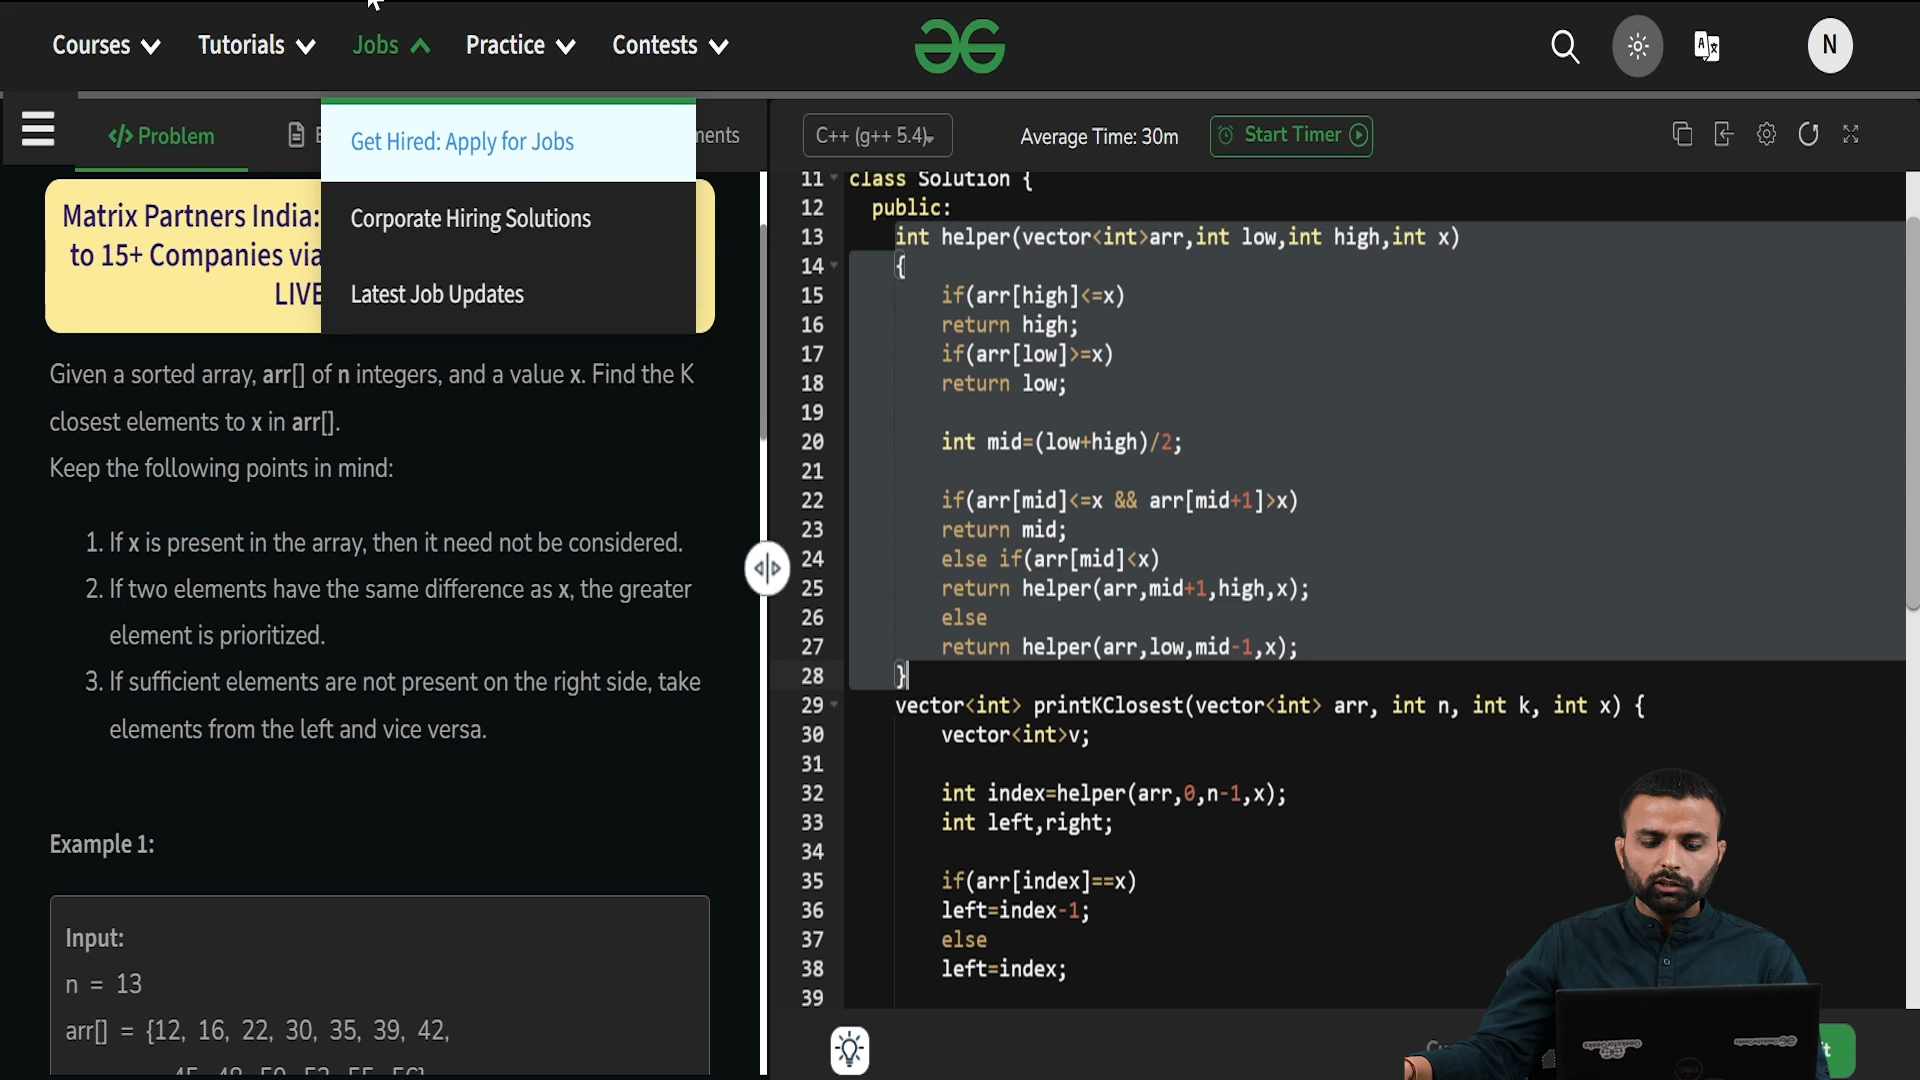 Courses
Tutorials
Jobs
Practice
Contests
N
Problem
C++ (g++ 5.4)
Average Time: 30m
Start Timer
Get Hired: Apply for Jobs
Corporate Hiring Solutions
Latest Job Updates
Matrix Partners India:
to 15+ Companies via
LIVE
Given a sorted array, arr[] of n integers, and a value x. Find the K
closest elements to x in arr[].
Keep the following points in mind:
1. If x is present in the array, then it need not be considered.
2. If two elements have the same difference as x, the greater
element is prioritized.
3. If sufficient elements are not present on the right side, take
elements from the left and vice versa.
Example 1:
Input:
n = 13
arr[] = {12, 16, 22, 30, 35, 39, 42,
45, 48, 50, 53, 55, 56}
11 class Solution {
12 public:
13 int helper(vector<int>arr,int low,int high,int x)
14 {
15 if(arr[high]<=x)
16 return high;
17 if(arr[low]>=x)
18 return low;
19
20 int mid=(low+high)/2;
21
22 if(arr[mid]<=x && arr[mid+1]>x)
23 return mid;
24 else if(arr[mid]<x)
25 return helper(arr,mid+1,high,x);
26 else
27 return helper(arr,low,mid-1,x);
28 }
29 vector<int> printKClosest(vector<int> arr, int n, int k, int x) {
30 vector<int>v;
31
32 int index=helper(arr,0,n-1,x);
33 int left,right;
34
35 if(arr[index]==x)
36 left=index-1;
37 else
38 left=index;
39